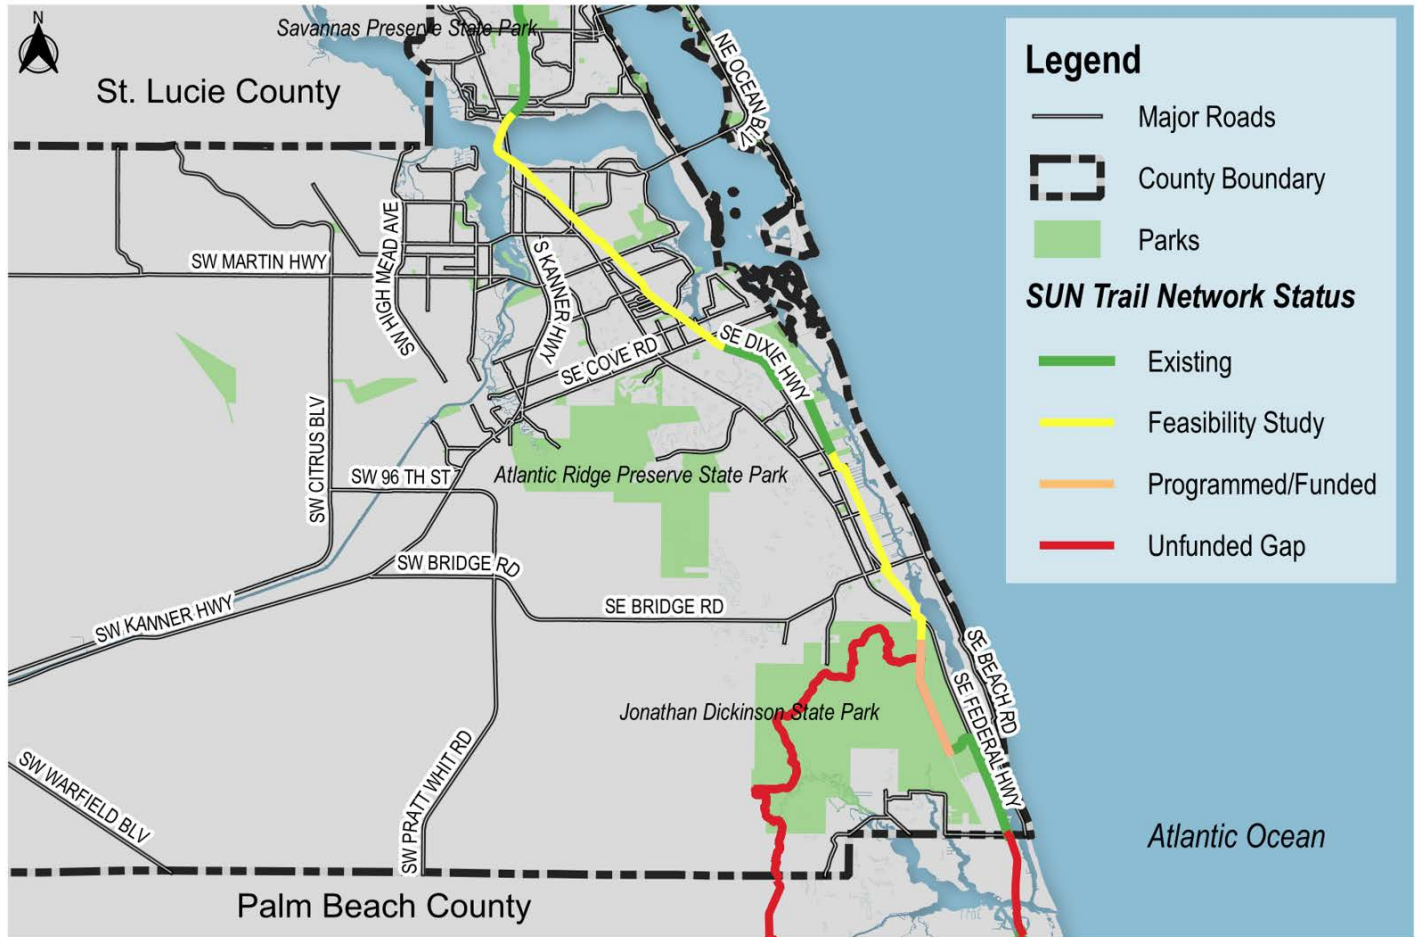 N
Savannas Preserve State Park
St. Lucie County
NE OCEAN BLV
SW MARTIN HWY
SW HIGH MEAD AVE
S KANNER HWY
SE COVE RD
SE DIXIE HWY
SW CITRUS BLV
SW 96 TH ST
Atlantic Ridge Preserve State Park
SW BRIDGE RD
SE BRIDGE RD
SW KANNER HWY
SE BEACH RD
SE FEDERAL HWY
Jonathan Dickinson State Park
SW PRATT WHIT RD
SW WARFIELD BLV
Atlantic Ocean
Palm Beach County
Legend
Major Roads
County Boundary
Parks
SUN Trail Network Status
Existing
Feasibility Study
Programmed/Funded
Unfunded Gap